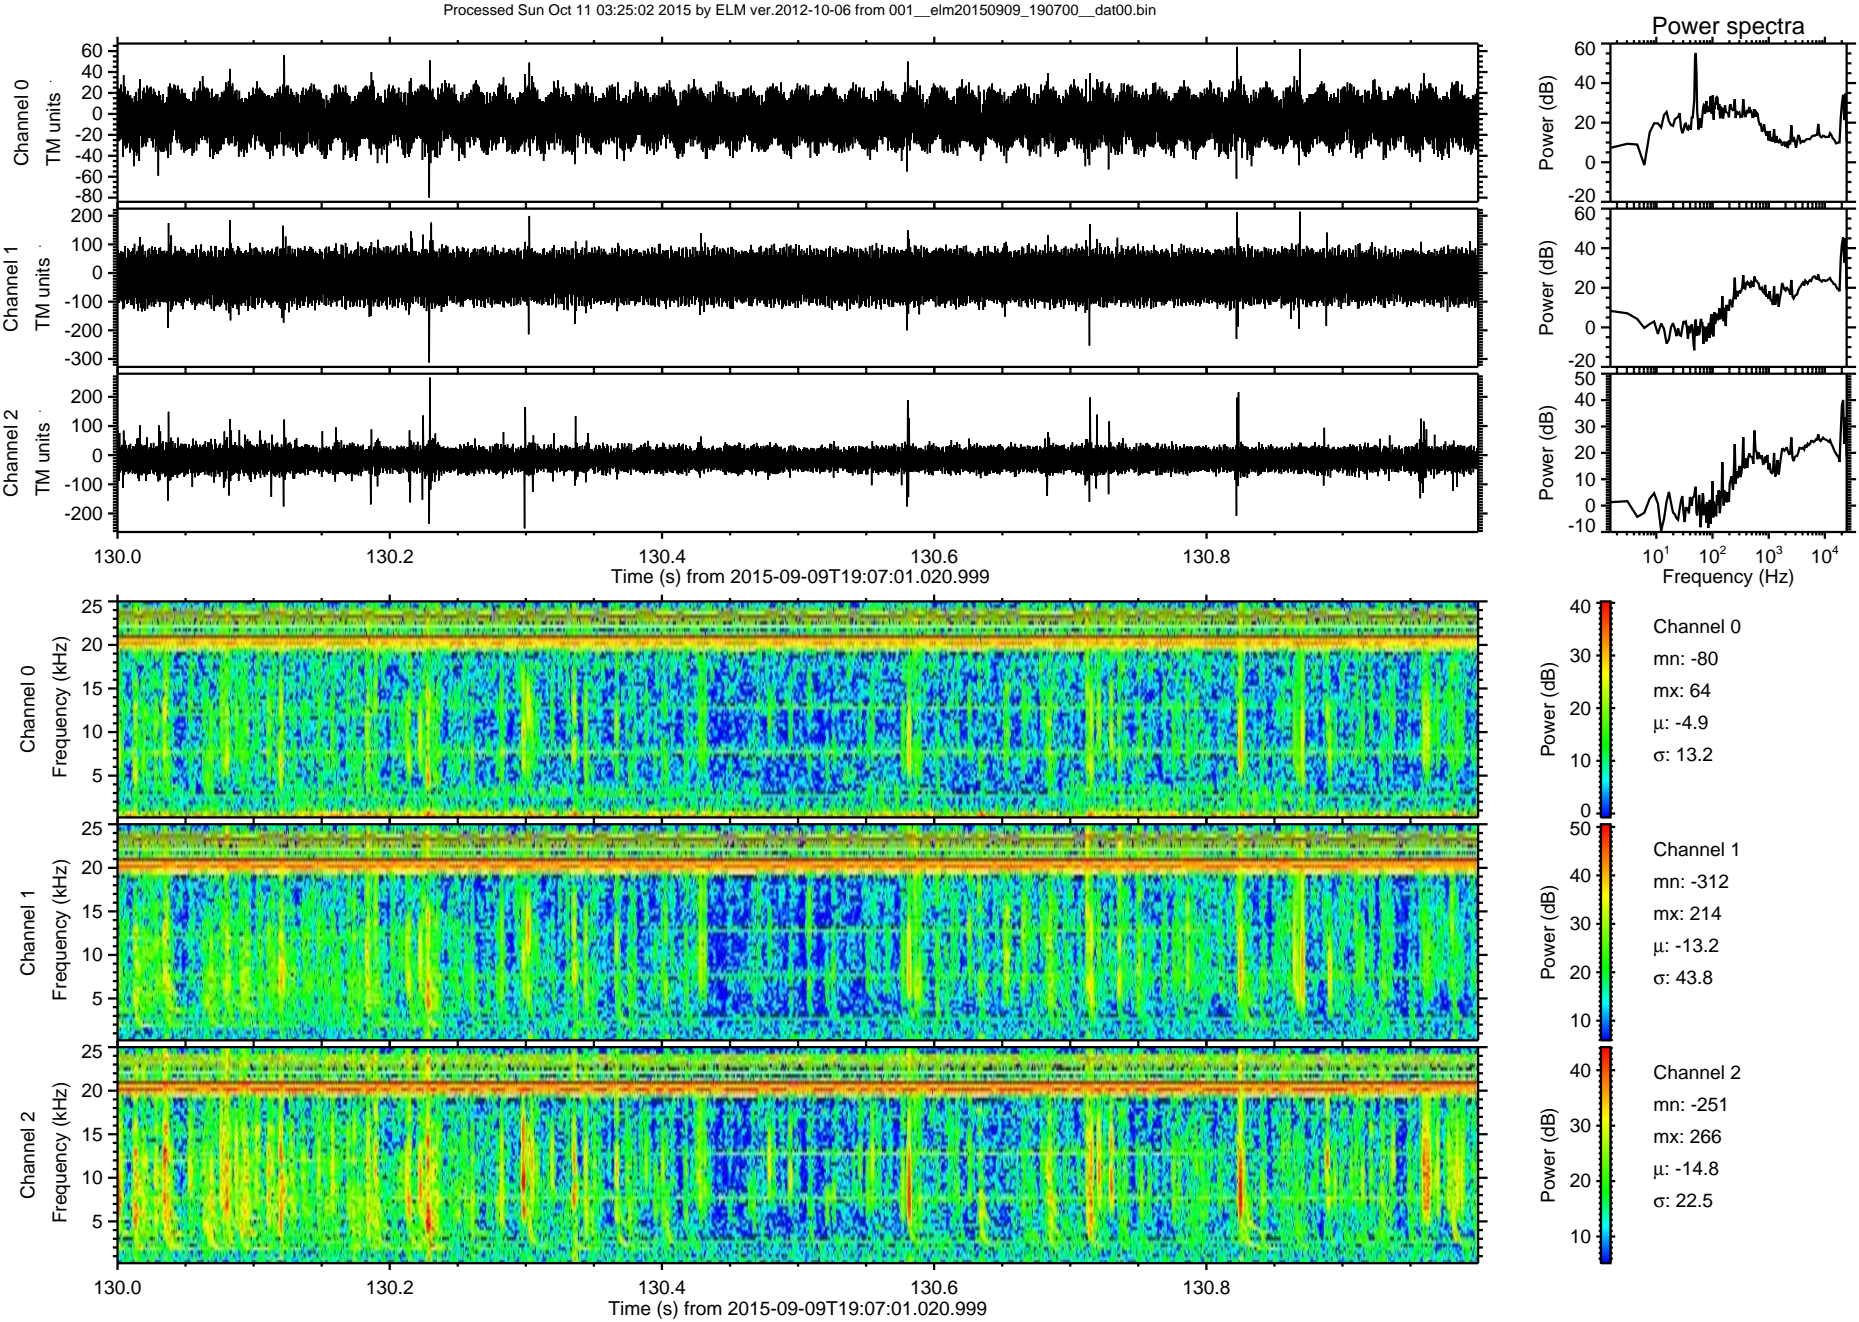 Processed Sun Oct 11 03:25:02 2015 by ELM ver.2012-10-06 from 001__elm20150909_190700__dat00.bin
Power spectra
Channel 0
TM units
60
40
20
0
-20
-40
-60
-80
Power (dB)
60
40
20
0
-20
Channel 1
TM units
200
100
0
-100
-200
-300
Power (dB)
60
40
20
0
-20
Channel 2
TM units
200
100
0
-100
-200
Power (dB)
50
40
30
20
10
0
-10
130.0 130.2 130.4 130.6 130.8
Time (s) from 2015-09-09T19:07:01.020.999
10¹ 10² 10³ 10⁴
Frequency (Hz)
Channel 0
Frequency (kHz)
25
20
15
10
5
Power (dB)
40
30
20
10
0
Channel 0
mn: -80
mx: 64
μ: -4.9
σ: 13.2
Channel 1
Frequency (kHz)
25
20
15
10
5
Power (dB)
50
40
30
20
10
Channel 1
mn: -312
mx: 214
μ: -13.2
σ: 43.8
Channel 2
Frequency (kHz)
25
20
15
10
5
Power (dB)
40
30
20
10
Channel 2
mn: -251
mx: 266
μ: -14.8
σ: 22.5
130.0 130.2 130.4 130.6 130.8
Time (s) from 2015-09-09T19:07:01.020.999